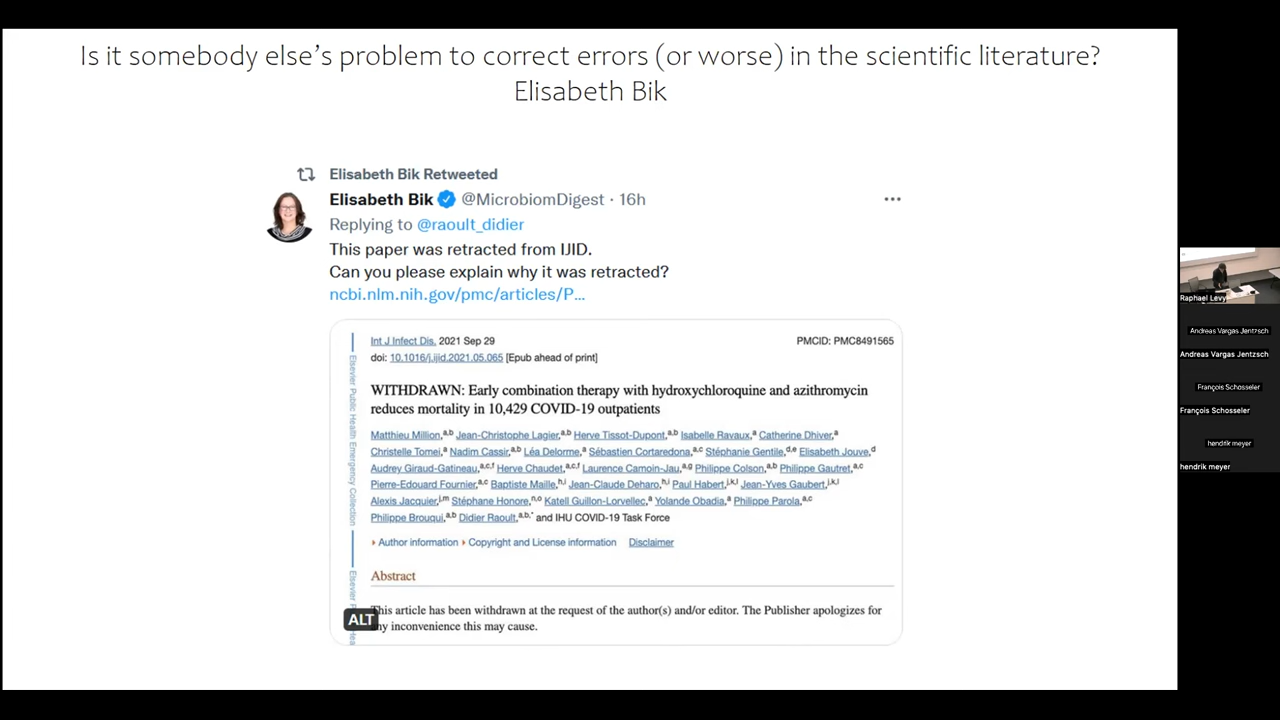 Is it somebody else's problem to correct errors (or worse) in the scientific literature?
Elisabeth Bik
Elisabeth Bik Retweeted
Elisabeth Bik @MicrobiomDigest · 16h
Replying to @raoult_didier
This paper was retracted from IJID.
Can you please explain why it was retracted?
ncbi.nlm.nih.gov/pmc/articles/P...
Int J Infect Dis. 2021 Sep 29
PMCID: PMC8491565
doi: 10.1016/j.ijid.2021.05.065 [Epub ahead of print]
WITHDRAWN: Early combination therapy with hydroxychloroquine and azithromycin
reduces mortality in 10,429 COVID-19 outpatients
Matthieu Million,a,b Jean-Christophe Lagier,a,b Herve Tissot-Dupont,a,b Isabelle Ravaux,a Catherine Dhiver,a
Christelle Tomei,a Nadim Cassir,a,b Léa Delorme,a Sébastien Cortaredona,a,c Stéphanie Gentile,d,e Elisabeth Jouve,d
Audrey Giraud-Gatineau,a,c,f Herve Chaudet,a,c,f Laurence Camoin-Jau,a,g Philippe Colson,a,b Philippe Gautret,a,c
Pierre-Edouard Fournier,a,c Baptiste Maille,h,i Jean-Claude Deharo,h,i Paul Habert,j,k,l Jean-Yves Gaubert,j,k,l
Alexis Jacquier,j,m Stéphane Honore,n,o Katell Guillon-Lorvellec,a Yolande Obadia,a Philippe Parola,a,c
Philippe Brouqui,a,b Didier Raoult,a,b,* and IHU COVID-19 Task Force
Author information Copyright and License information Disclaimer
Abstract
This article has been withdrawn at the request of the author(s) and/or editor. The Publisher apologizes for
ny inconvenience this may cause.
ALT
Elsevier Public Health Emergency Collection
Elsevier P
Hea
Raphael Levy
Andreas Vargas Jentzsch
Andreas Vargas Jentzsch
François Schosseler
François Schosseler
hendrik meyer
hendrik meyer